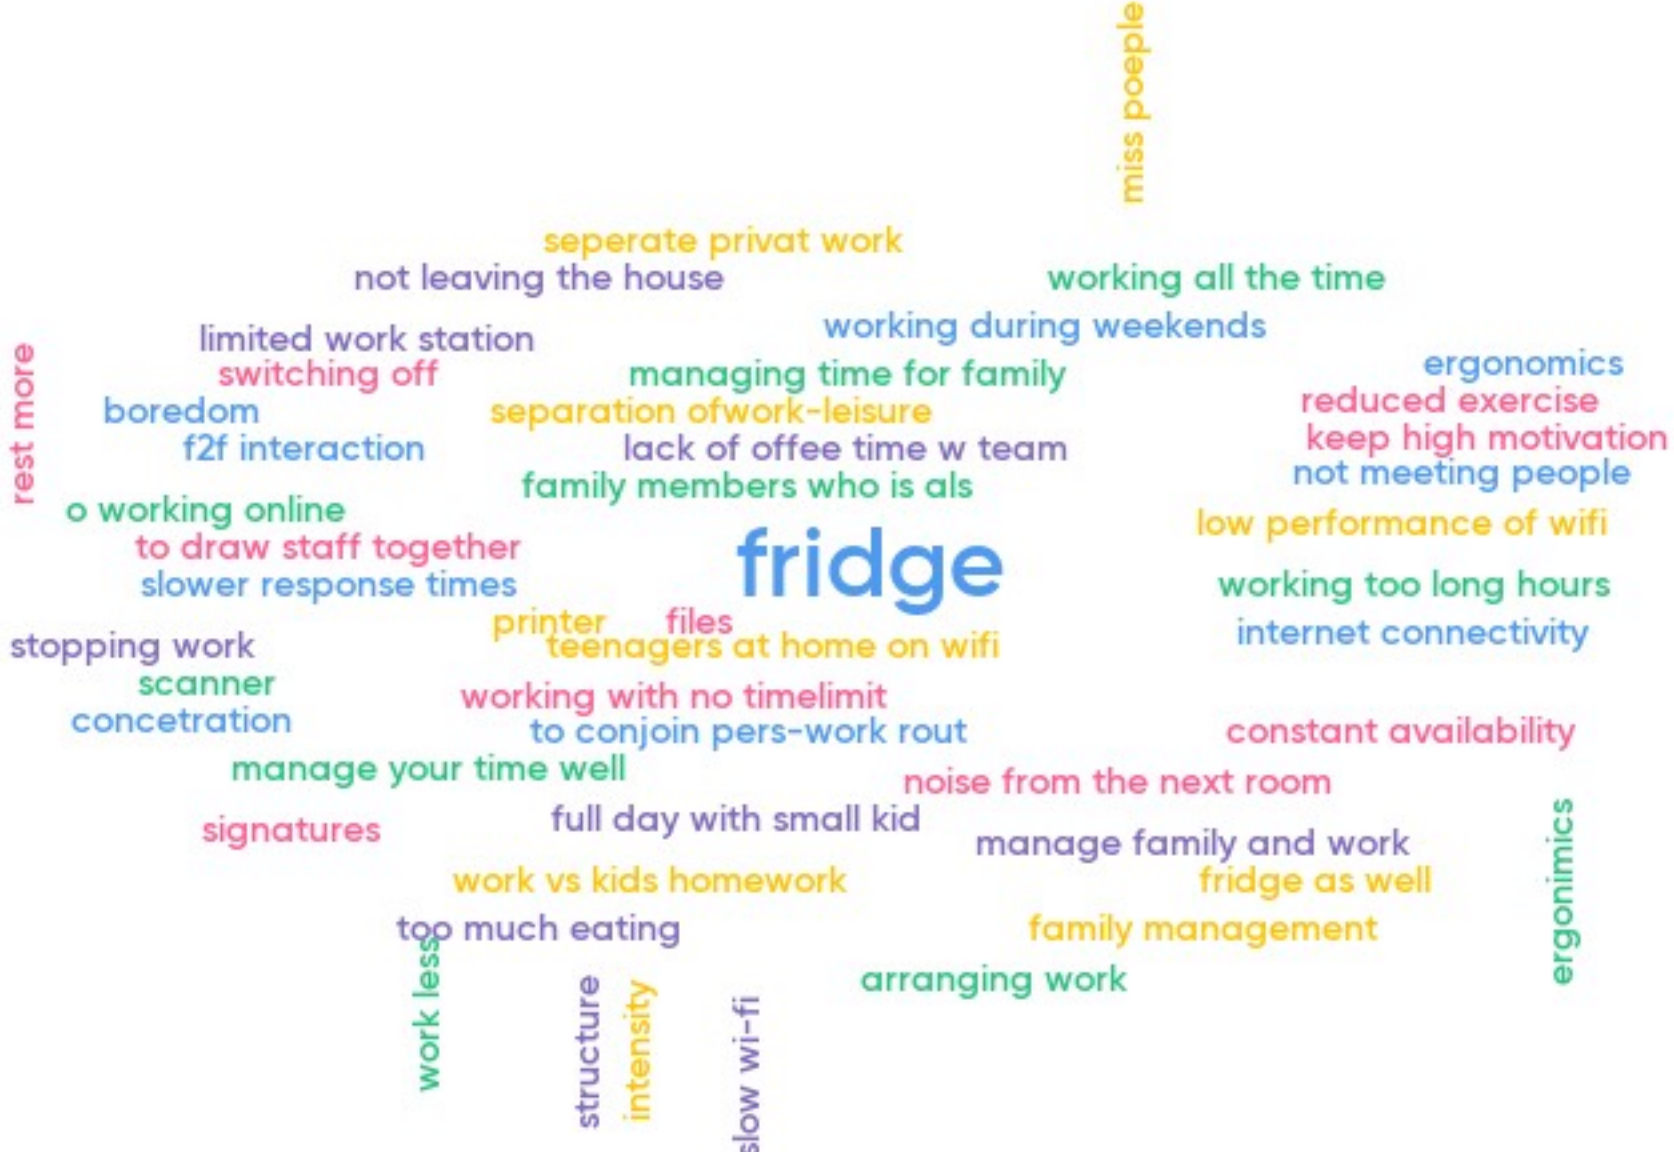 miss poeple
seperate privat work
not leaving the house
working all the time
working during weekends
limited work station
rest more
ergonomics
switching off
managing time for family
reduced exercise
boredom
separation ofwork-leisure
keep high motivation
f2f interaction
lack of offee time w team
not meeting people
family members who is als
o working online
low performance of wifi
to draw staff together
fridge
slower response times
working too long hours
printer
files
internet connectivity
stopping work
teenagers at home on wifi
scanner
working with no timelimit
concetration
to conjoin pers-work rout
constant availability
manage your time well
noise from the next room
full day with small kid
signatures
manage family and work
ergonimics
work vs kids homework
fridge as well
too much eating
family management
work less
arranging work
structure
intensity
slow wi-fi